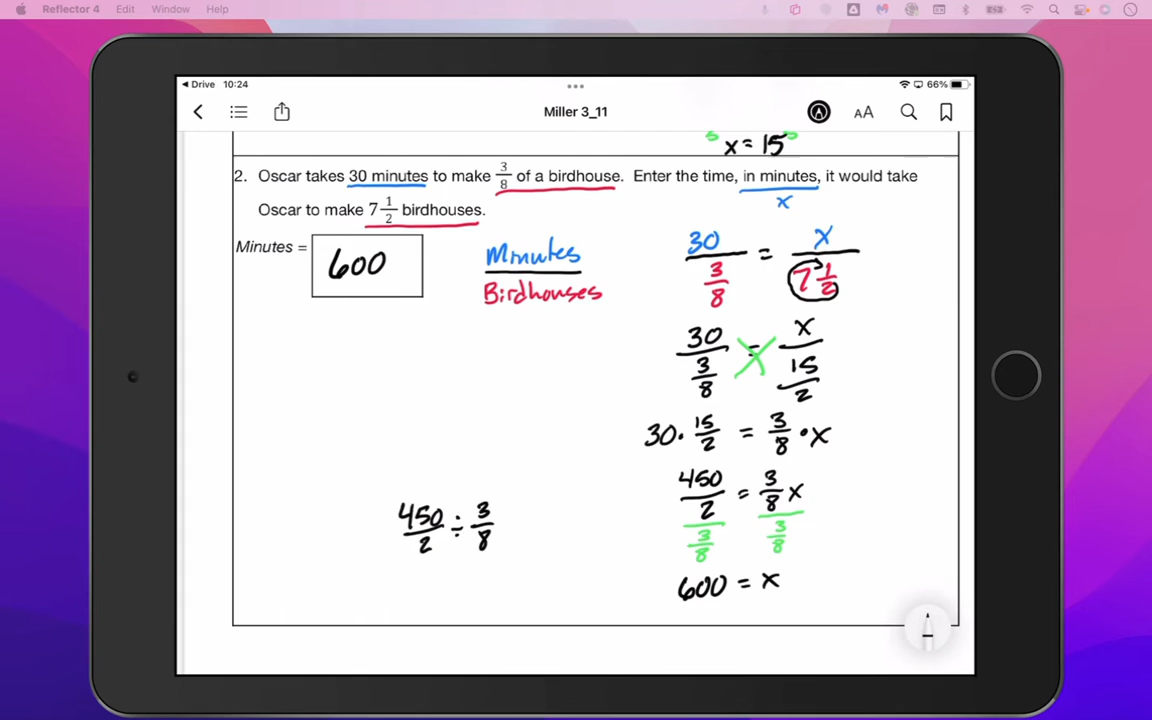 Reflector 4 Edit Window Help
Drive 10:24
66%
Miller 3_11
AA
x = 15
2. Oscar takes 30 minutes to make 3/8 of a birdhouse. Enter the time, in minutes, it would take
x
Oscar to make 7 1/2 birdhouses.
Minutes = 600
Minutes
Birdhouses
30 / 3/8 = x / 7 1/2
30 / 3/8 = x / 15/2
30 · 15/2 = 3/8 · x
450/2 = 3/8 x
3/8 3/8
450/2 ÷ 3/8
600 = x